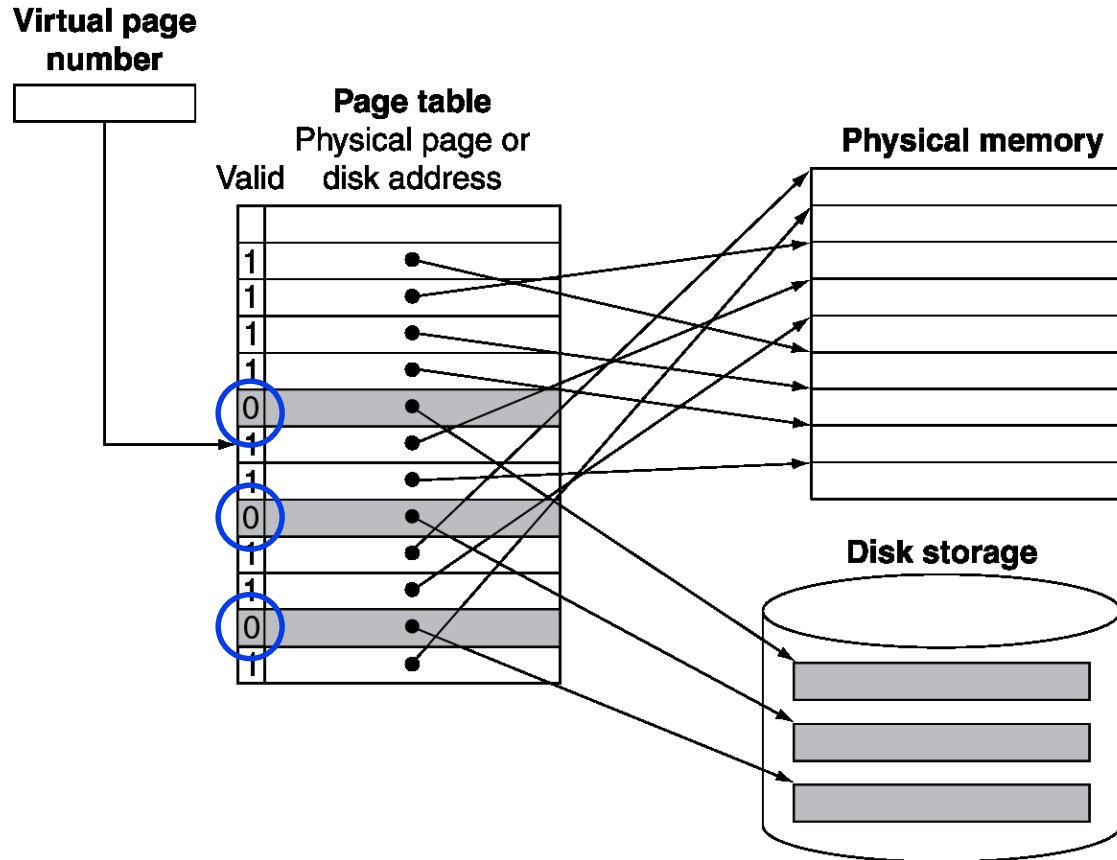 Virtual page
number
Page table
Physical page or
Valid disk address
Physical memory
1
1
1
1
0
1
1
0
1
1
0
1
Disk storage